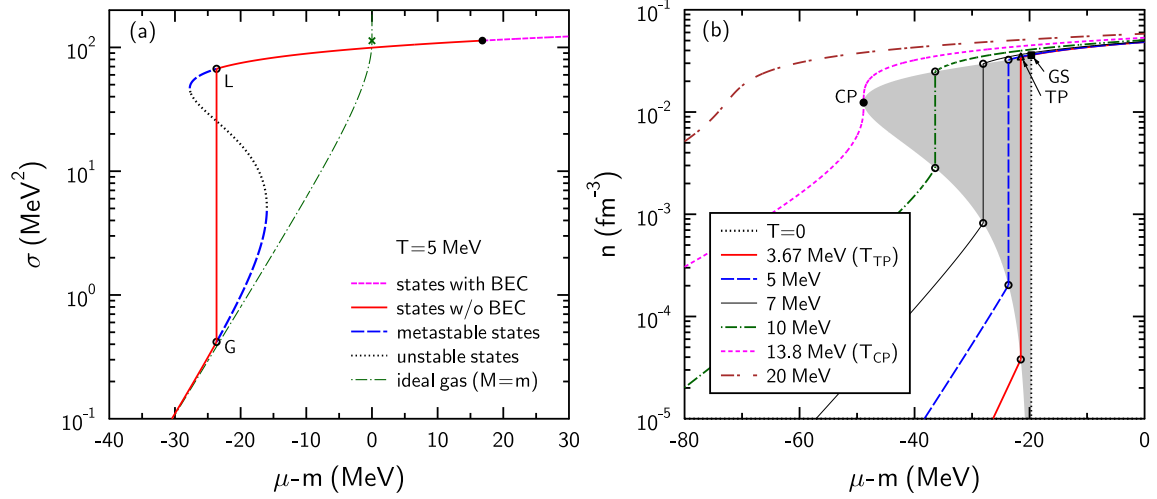 (a)
10²
10¹
10⁰
10⁻¹
σ (MeV²)
L
G
T=5 MeV
states with BEC
states w/o BEC
metastable states
unstable states
ideal gas (M=m)
-40 -30 -20 -10 0 10 20 30
μ-m (MeV)
(b)
10⁻¹
10⁻²
10⁻³
10⁻⁴
10⁻⁵
n (fm⁻³)
CP
GS
TP
T=0
3.67 MeV (T_TP)
5 MeV
7 MeV
10 MeV
13.8 MeV (T_CP)
20 MeV
-80 -60 -40 -20 0
μ-m (MeV)